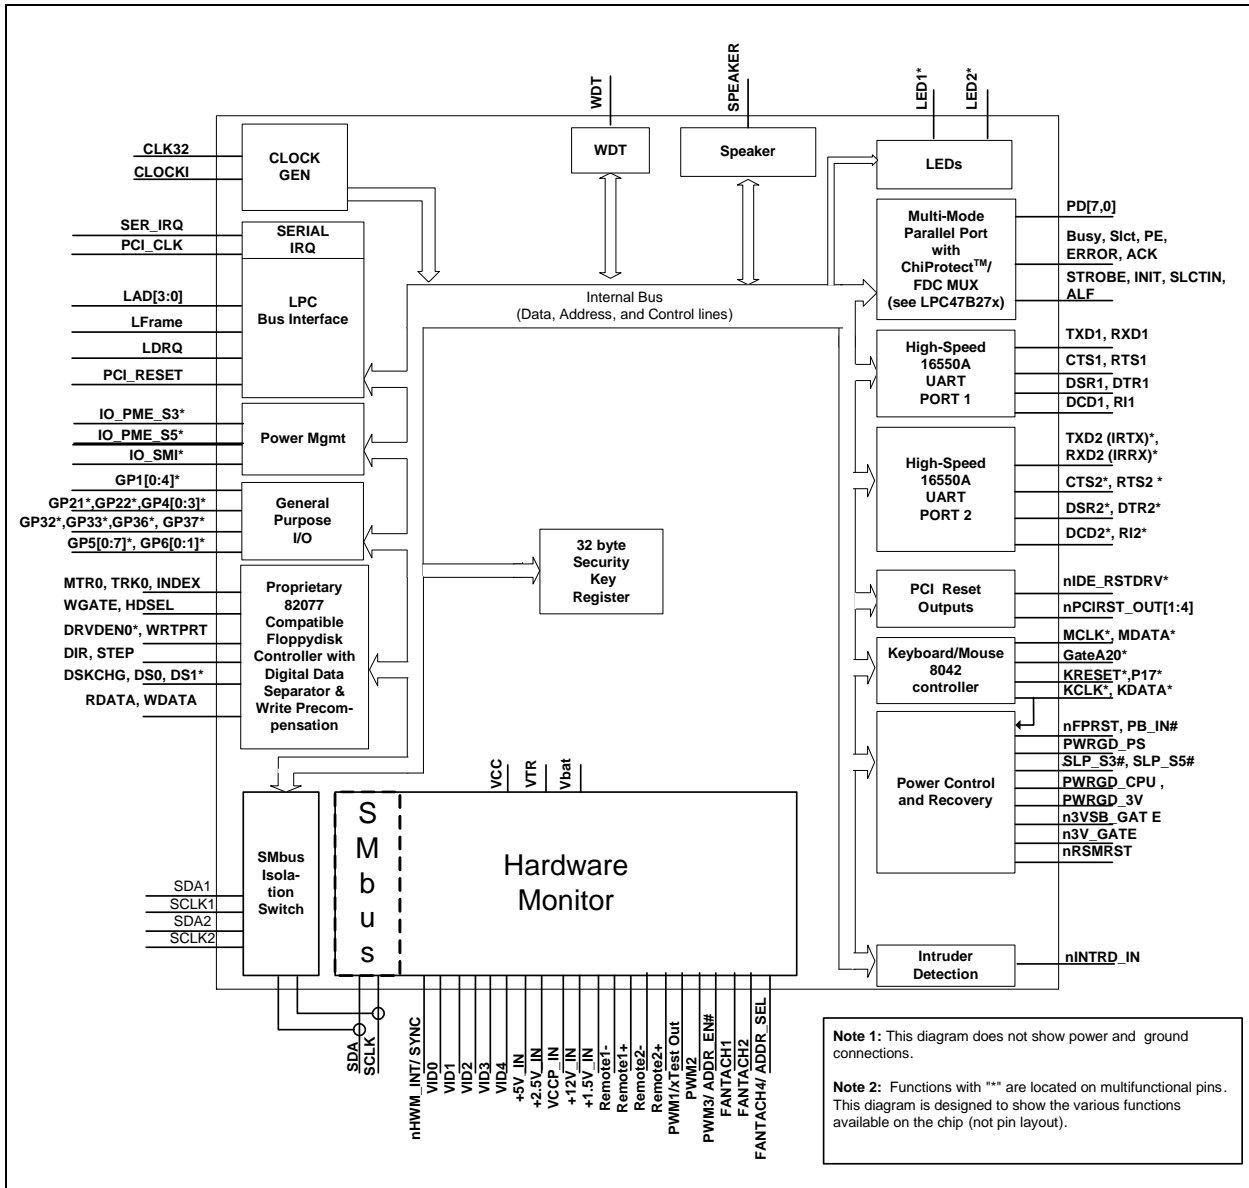 WDT
SPEAKER
LED1*
LED2*
CLK32
CLOCKI
CLOCK
GEN
WDT
Speaker
LEDs
SER_IRQ
PCI_CLK
SERIAL
IRQ
LAD[3:0]
LFrame
LDRQ
PCI_RESET
LPC
Bus Interface
Internal Bus
(Data, Address, and Control lines)
Multi-Mode
Parallel Port
with
ChiProtect™/
FDC MUX
(see LPC47B27x)
PD[7,0]
Busy, Slct, PE,
ERROR, ACK
STROBE, INIT, SLCTIN,
ALF
High-Speed
16550A
UART
PORT 1
TXD1, RXD1
CTS1, RTS1
DSR1, DTR1
DCD1, RI1
IO_PME_S3*
IO_PME_S5*
IO_SMI*
Power Mgmt
High-Speed
16550A
UART
PORT 2
TXD2 (IRTX)*,
RXD2 (IRRX)*
CTS2*, RTS2 *
DSR2*, DTR2*
DCD2*, RI2*
GP1[0:4]*
GP21*,GP22*,GP4[0:3]*
GP32*,GP33*,GP36*, GP37*
GP5[0:7]*, GP6[0:1]*
General
Purpose
I/O
32 byte
Security
Key
Register
MTR0, TRK0, INDEX
WGATE, HDSEL
DRVDEN0*, WRTPRT
DIR, STEP
DSKCHG, DS0, DS1*
RDATA, WDATA
Proprietary
82077
Compatible
Floppydisk
Controller with
Digital Data
Separator &
Write Precom-
pensation
PCI Reset
Outputs
nIDE_RSTDRV*
nPCIRST_OUT[1:4]
Keyboard/Mouse
8042
controller
MCLK*, MDATA*
GateA20*
KRESET*,P17*
KCLK*, KDATA*
Power Control
and Recovery
nFPRST, PB_IN#
PWRGD_PS
SLP_S3#, SLP_S5#
PWRGD_CPU ,
PWRGD_3V
n3VSB_GAT E
n3V_GATE
nRSMRST
VCC
VTR
Vbat
SMbus
Isola-
tion
Switch
SDA1
SCLK1
SDA2
SCLK2
S
M
b
u
s
Hardware
Monitor
Intruder
Detection
nINTRD_IN
SDA
SCLK
nHWM_INT/ SYNC
VID0
VID1
VID2
VID3
VID4
+5V_IN
+2.5V_IN
VCCP_IN
+12V_IN
+1.5V_IN
Remote1-
Remote1+
Remote2-
Remote2+
PWM1/xTest Out
PWM2
PWM3/ ADDR_EN#
FANTACH1
FANTACH2
FANTACH4/ ADDR_SEL
Note 1: This diagram does not show power and ground
connections.
Note 2: Functions with "*" are located on multifunctional pins.
This diagram is designed to show the various functions
available on the chip (not pin layout).